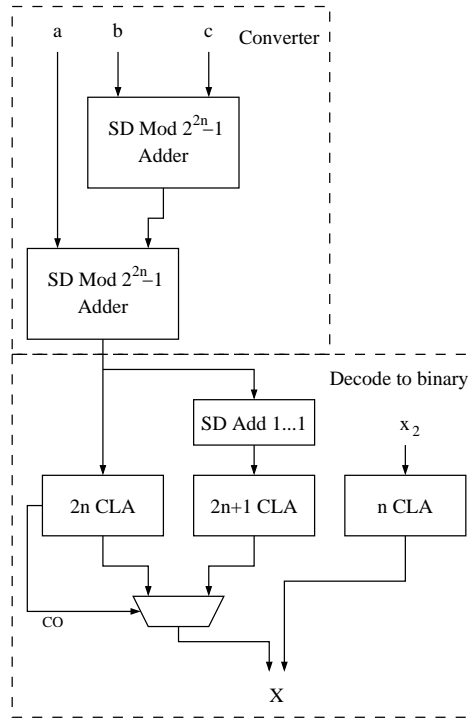 a b c Converter
SD Mod 2^2n−1
Adder
SD Mod 2^2n−1
Adder
Decode to binary
SD Add 1...1
x_2
2n CLA 2n+1 CLA n CLA
CO
X